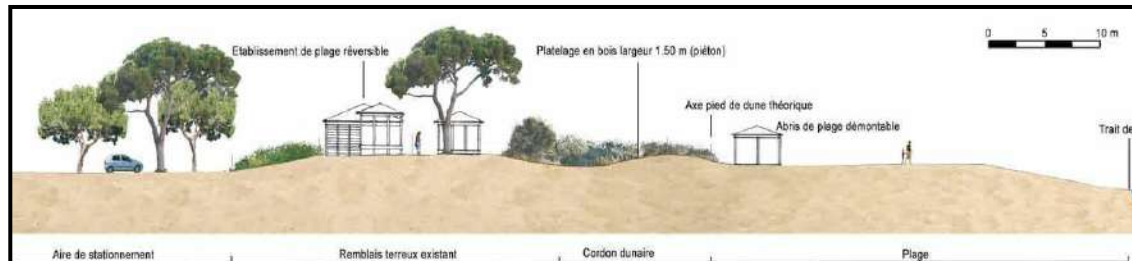 Etablissement de plage réversible
Platelage en bois largeur 1.50 m (piéton)
0 5 10 m
Axe pied de dune théorique
Abris de plage démontable
Trait de
Aire de stationnement
Remblais terreux existant
Cordon dunaire
Plage